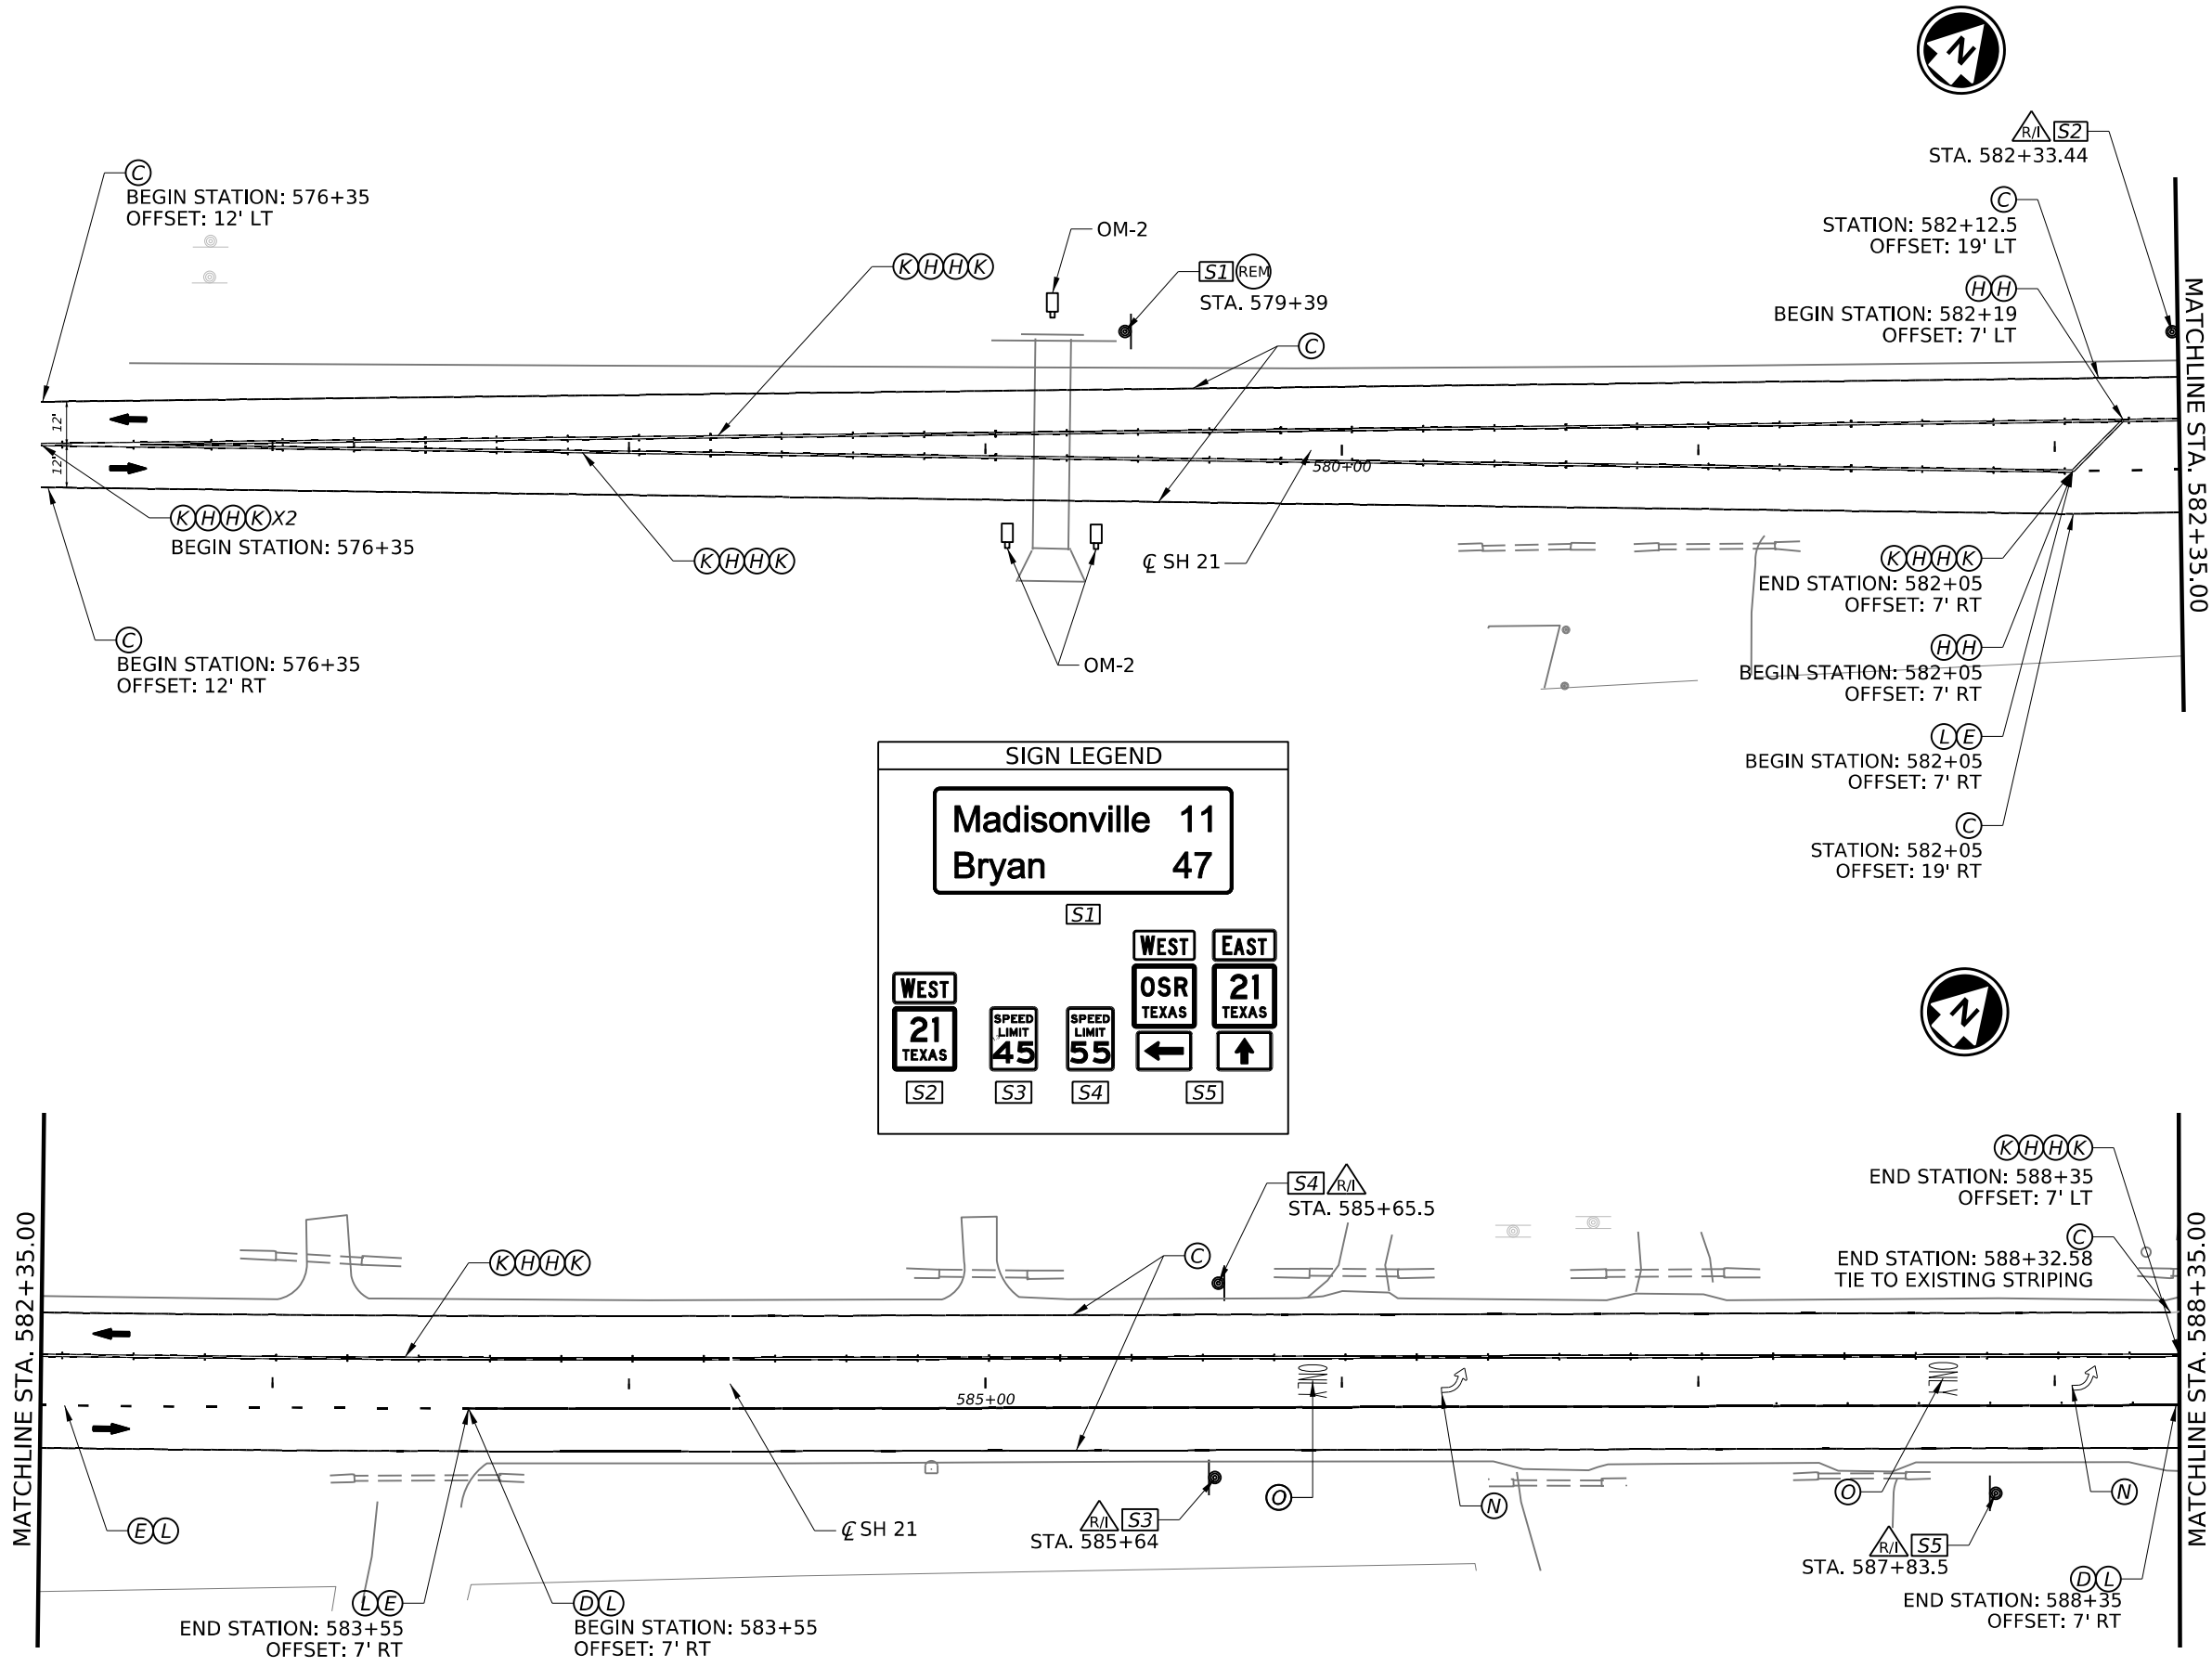 N
R/I S2
STA. 582+33.44
C
BEGIN STATION: 576+35
OFFSET: 12' LT
OM-2
KHHK
S1 REM
STA. 579+39
C
C
STATION: 582+12.5
OFFSET: 19' LT
HH
BEGIN STATION: 582+19
OFFSET: 7' LT
MATCHLINE STA. 582+35.00
12'
12'
580+00
KHHKX2
BEGIN STATION: 576+35
KHHK
℄ SH 21
KHHK
END STATION: 582+05
OFFSET: 7' RT
C
BEGIN STATION: 576+35
OFFSET: 12' RT
OM-2
HH
BEGIN STATION: 582+05
OFFSET: 7' RT
LE
BEGIN STATION: 582+05
OFFSET: 7' RT
C
STATION: 582+05
OFFSET: 19' RT
SIGN LEGEND
Madisonville 11
Bryan 47
S1
WEST
21
TEXAS
S2
SPEED
LIMIT
45
S3
SPEED
LIMIT
55
S4
WEST
OSR
TEXAS
EAST
21
TEXAS
S5
N
MATCHLINE STA. 582+35.00
KHHK
S4 R/I
STA. 585+65.5
C
KHHK
END STATION: 588+35
OFFSET: 7' LT
C
END STATION: 588+32.58
TIE TO EXISTING STRIPING
MATCHLINE STA. 588+35.00
585+00
ONLY
ONLY
EL
℄ SH 21
R/I S3
STA. 585+64
O
N
O
N
R/I S5
STA. 587+83.5
LE
END STATION: 583+55
OFFSET: 7' RT
DL
BEGIN STATION: 583+55
OFFSET: 7' RT
DL
END STATION: 588+35
OFFSET: 7' RT